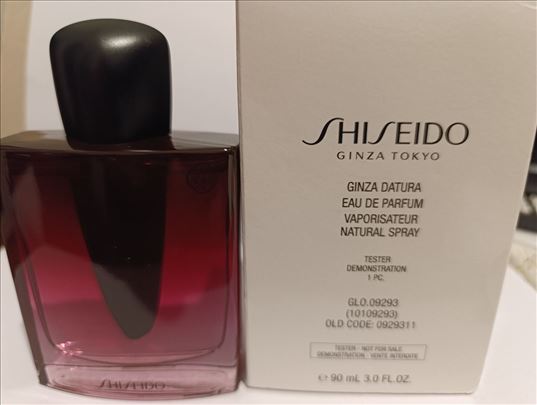 SHISEIDO
GINZA TOKYO
GINZA DATURA
EAU DE PARFUM
VAPORISATEUR
NATURAL SPRAY
TESTER
DEMONSTRATION
1 PC.
GLO.09293
(10109293)
OLD CODE: 0929311
TESTER - NOT FOR SALE
DEMONSTRATION - VENTE INTERDITE
℮ 90 mL 3.0 FL.OZ.
SHISEIDO